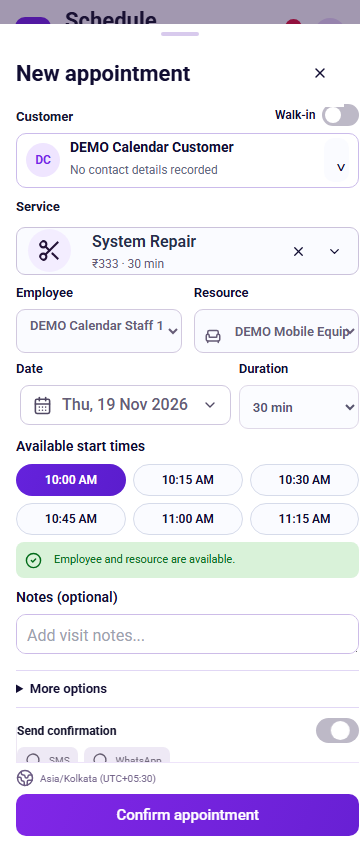 Schedule
New appointment
Customer
Walk-in
DC
DEMO Calendar Customer
No contact details recorded
Service
System Repair
₹333 · 30 min
Employee
Resource
DEMO Calendar Staff 1
DEMO Mobile Equip
Date
Duration
Thu, 19 Nov 2026
30 min
Available start times
10:00 AM
10:15 AM
10:30 AM
10:45 AM
11:00 AM
11:15 AM
Employee and resource are available.
Notes (optional)
Add visit notes...
More options
Send confirmation
SMS
WhatsApp
Asia/Kolkata (UTC+05:30)
Confirm appointment